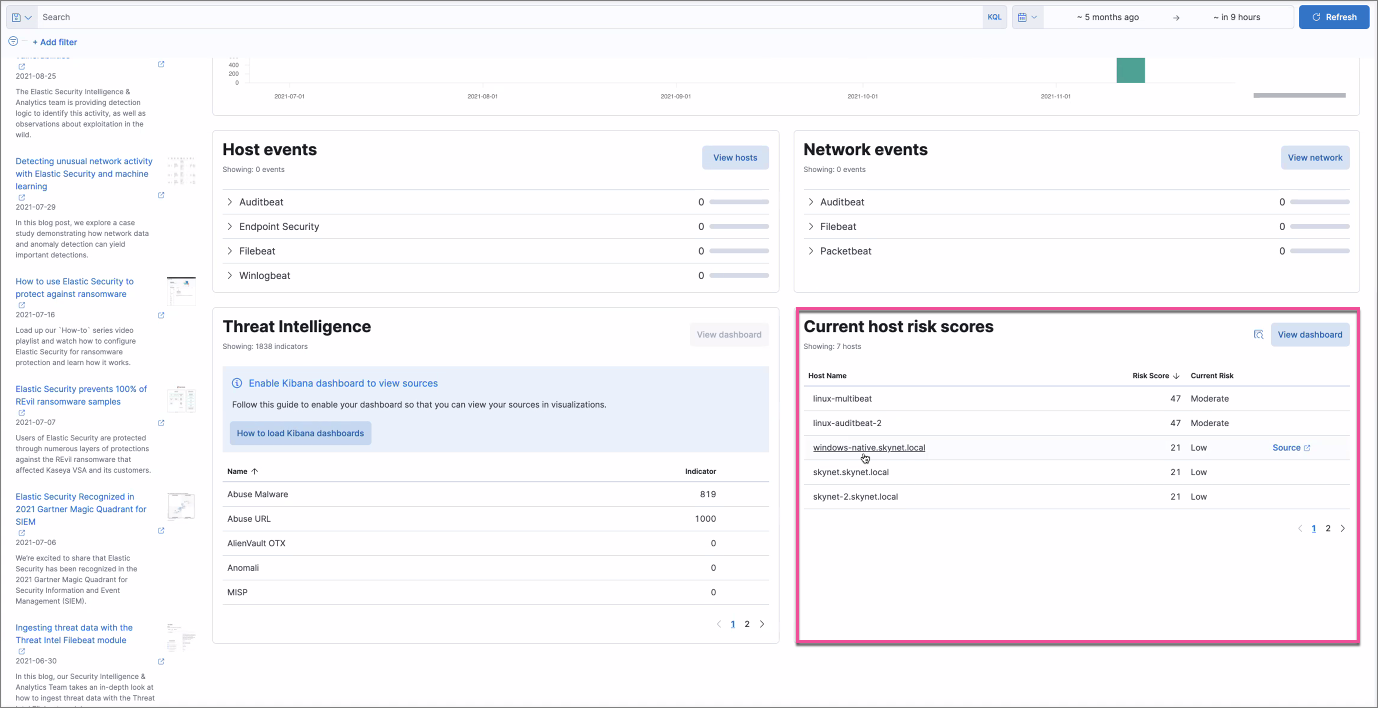 Search
KQL
~ 5 months ago
→
~ in 9 hours
Refresh
+ Add filter
2021-08-25
The Elastic Security Intelligence &
Analytics team is providing detection
logic to identify this activity, as well as
observations about exploitation in the
wild.
Detecting unusual network activity
with Elastic Security and machine
learning
2021-07-29
In this blog post, we explore a case
study demonstrating how network data
and anomaly detection can yield
important detections.
How to use Elastic Security to
protect against ransomware
2021-07-16
Load up our `How-to` series video
playlist and watch how to configure
Elastic Security for ransomware
protection and learn how it works.
Elastic Security prevents 100% of
REvil ransomware samples
2021-07-07
Users of Elastic Security are protected
through numerous layers of protections
against the REvil ransomware that
affected Kaseya VSA and its customers.
Elastic Security Recognized in
2021 Gartner Magic Quadrant for
SIEM
2021-07-06
We're excited to share that Elastic
Security has been recognized in the
2021 Gartner Magic Quadrant for
Security Information and Event
Management (SIEM).
Ingesting threat data with the
Threat Intel Filebeat module
2021-06-30
In this blog, our Security Intelligence &
Analytics Team takes an in-depth look at
how to ingest threat data with the Threat
400
200
0
2021-07-01
2021-08-01
2021-09-01
2021-10-01
2021-11-01
Host events
Showing: 0 events
View hosts
Auditbeat 0
Endpoint Security 0
Filebeat 0
Winlogbeat 0
Network events
Showing: 0 events
View network
Auditbeat 0
Filebeat 0
Packetbeat 0
Threat Intelligence
Showing: 1838 indicators
View dashboard
Enable Kibana dashboard to view sources
Follow this guide to enable your dashboard so that you can view your sources in visualizations.
How to load Kibana dashboards
Name ↑ Indicator
Abuse Malware 819
Abuse URL 1000
AlienVault OTX 0
Anomali 0
MISP 0
1 2
Current host risk scores
Showing: 7 hosts
View dashboard
Host Name Risk Score ↓ Current Risk
linux-multibeat 47 Moderate
linux-auditbeat-2 47 Moderate
windows-native.skynet.local 21 Low Source
skynet.skynet.local 21 Low
skynet-2.skynet.local 21 Low
1 2